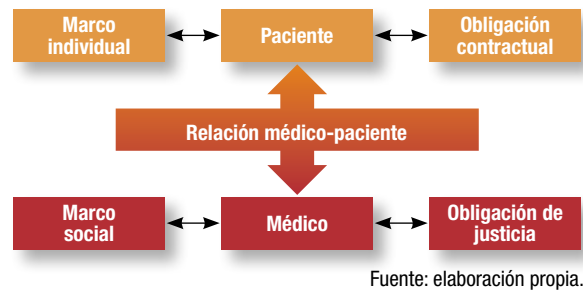 Marco
individual
Paciente
Obligación
contractual
Relación médico-paciente
Marco
social
Médico
Obligación de
justicia
Fuente: elaboración propia.